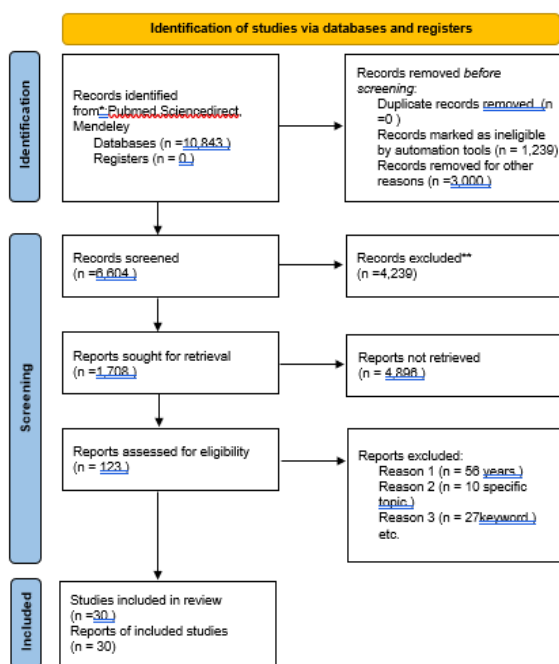 Identification of studies via databases and registers
Identification
Records identified
from*:Pubmed,Sciencedirect,
Mendeley
Databases (n =10,843 )
Registers (n = 0 )
Records removed before
screening:
Duplicate records removed (n
=0 )
Records marked as ineligible
by automation tools (n = 1,239)
Records removed for other
reasons (n =3,000 )
Screening
Records screened
(n =6,604 )
Records excluded**
(n =4,239)
Reports sought for retrieval
(n =1,708 )
Reports not retrieved
(n = 4,896 )
Reports assessed for eligibility
(n = 123 )
Reports excluded:
Reason 1 (n = 56 years )
Reason 2 (n = 10 specific
topic )
Reason 3 (n = 27keyword )
etc.
Included
Studies included in review
(n =30 )
Reports of included studies
(n = 30)